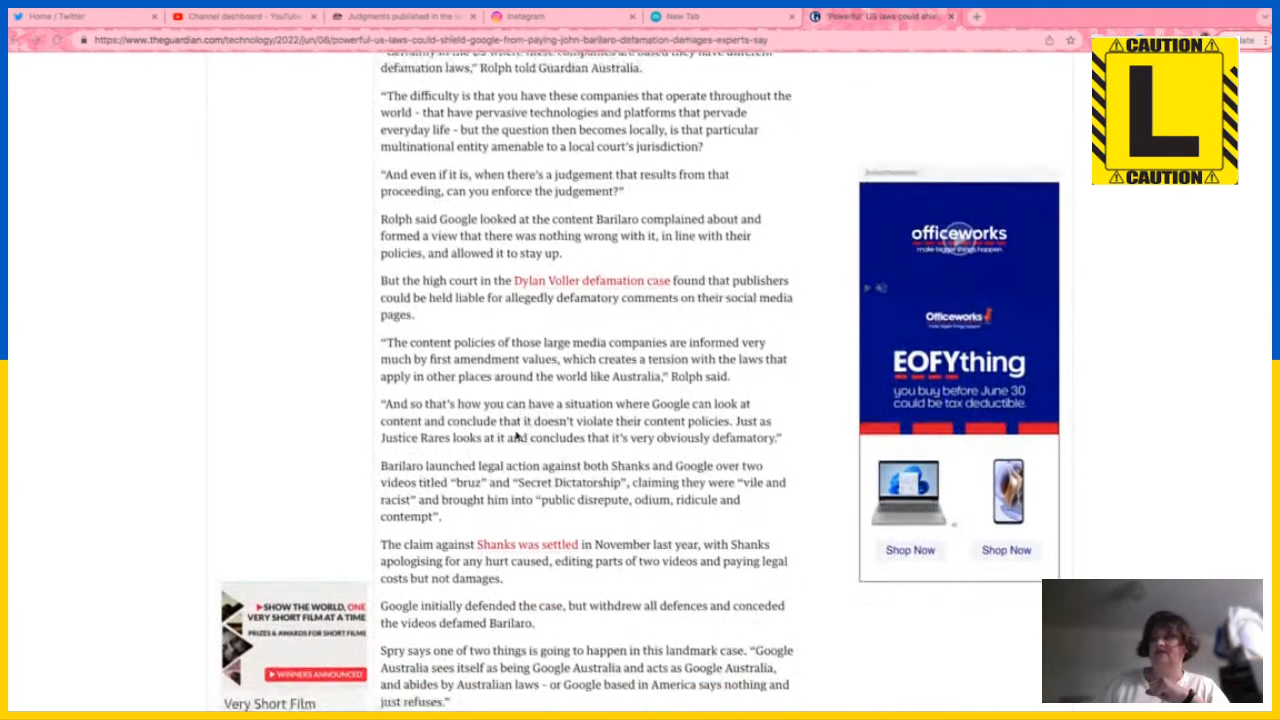 Home / Twitter
Channel dashboard - YouTube
Judgments published in the
Instagram
New Tab
'Powerful' US laws could shie
https://www.theguardian.com/technology/2022/jun/08/powerful-us-laws-could-shield-google-from-paying-john-barilaro-defamation-damages-experts-say
CAUTION
L
CAUTION
defamation laws,” Rolph told Guardian Australia.
“The difficulty is that you have these companies that operate throughout the
world - that have pervasive technologies and platforms that pervade
everyday life - but the question then becomes locally, is that particular
multinational entity amenable to a local court’s jurisdiction?
“And even if it is, when there’s a judgement that results from that
proceeding, can you enforce the judgement?”
Rolph said Google looked at the content Barilaro complained about and
formed a view that there was nothing wrong with it, in line with their
policies, and allowed it to stay up.
But the high court in the Dylan Voller defamation case found that publishers
could be held liable for allegedly defamatory comments on their social media
pages.
“The content policies of those large media companies are informed very
much by first amendment values, which creates a tension with the laws that
apply in other places around the world like Australia,” Rolph said.
“And so that’s how you can have a situation where Google can look at
content and conclude that it doesn’t violate their content policies. Just as
Justice Rares looks at it and concludes that it’s very obviously defamatory.”
Barilaro launched legal action against both Shanks and Google over two
videos titled “bruz” and “Secret Dictatorship”, claiming they were “vile and
racist” and brought him into “public disrepute, odium, ridicule and
contempt”.
The claim against Shanks was settled in November last year, with Shanks
apologising for any hurt caused, editing parts of two videos and paying legal
costs but not damages.
Google initially defended the case, but withdrew all defences and conceded
the videos defamed Barilaro.
Spry says one of two things is going to happen in this landmark case. “Google
Australia sees itself as being Google Australia and acts as Google Australia,
and abides by Australian laws - or Google based in America says nothing and
just refuses.”
officeworks
make bigger things happen
Officeworks
EOFYthing
you buy before June 30
could be tax deductible.
Shop Now
Shop Now
SHOW THE WORLD, ONE
VERY SHORT FILM AT A TIME
PRIZES & AWARDS FOR SHORT FILMS
WINNERS ANNOUNCED
Very Short Film